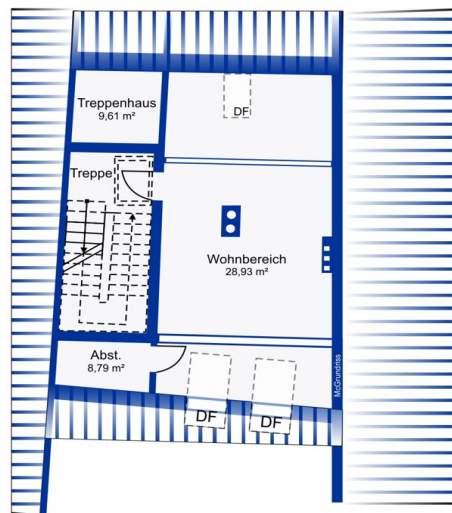 Treppenhaus
9,61 m²
DF
Treppe
Wohnbereich
28,93 m²
Abst.
8,79 m²
McGrundriss
DF
DF